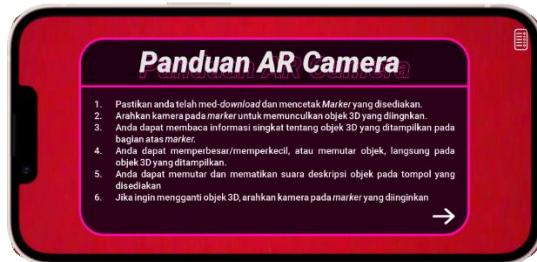 Panduan AR Camera
1. Pastikan anda telah med-download dan mencetak Marker yang disediakan.
2. Arahkan kamera pada marker untuk memunculkan objek 3D yang diingnkan.
3. Anda dapat membaca informasi singkat tentang objek 3D yang ditampilkan pada
bagian atas marker.
4. Anda dapat memperbesar/memperkecil, atau memutar objek, langsung pada
objek 3D yang ditampilkan.
5. Anda dapat memutar dan mematikan suara deskripsi objek pada tompol yang
disediakan
6. Jika ingin mengganti objek 3D, arahkan kamera pada marker yang diinginkan